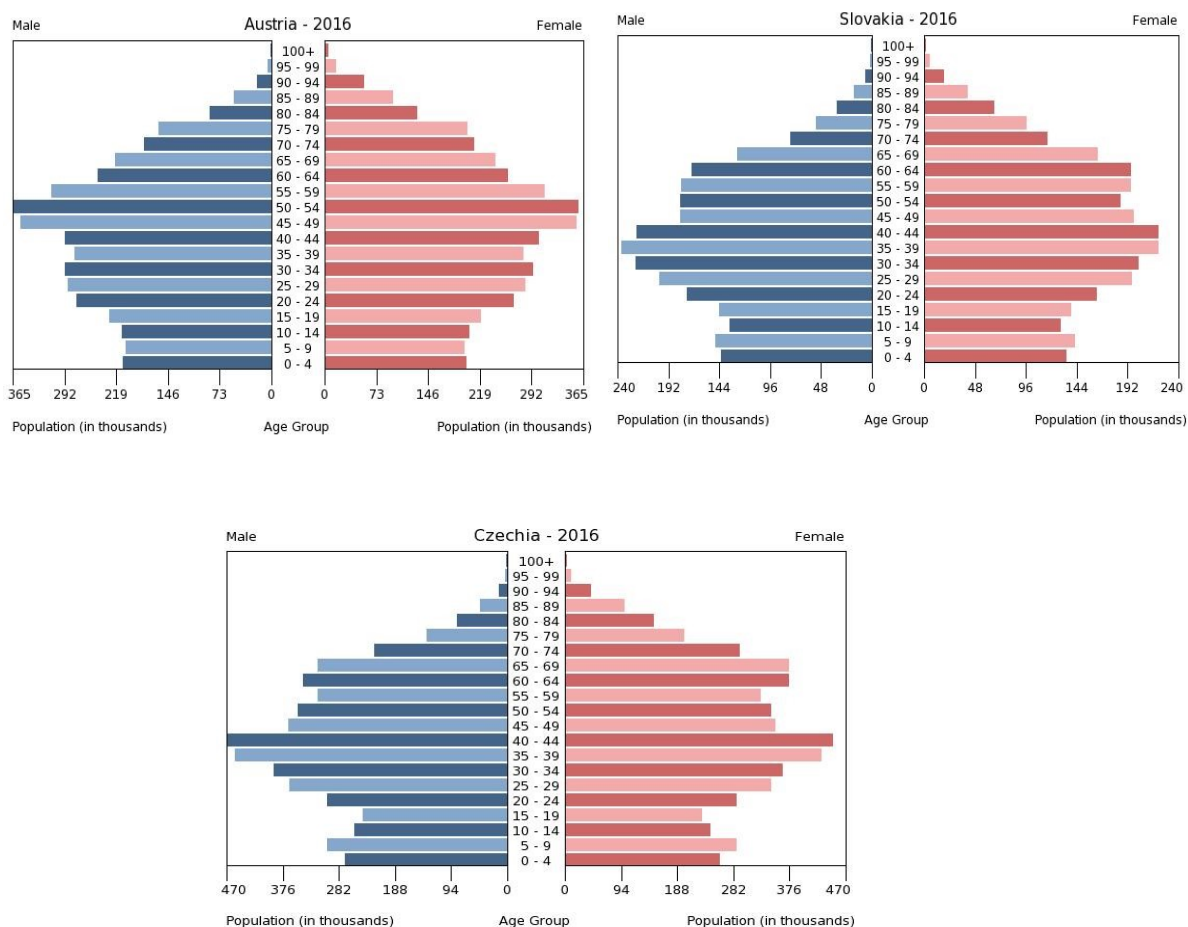 Austria - 2016
Male Female
100+
95 - 99
90 - 94
85 - 89
80 - 84
75 - 79
70 - 74
65 - 69
60 - 64
55 - 59
50 - 54
45 - 49
40 - 44
35 - 39
30 - 34
25 - 29
20 - 24
15 - 19
10 - 14
5 - 9
0 - 4
365 292 219 146 73 0 0 73 146 219 292 365
Population (in thousands) Age Group Population (in thousands)
Slovakia - 2016
Male Female
100+
95 - 99
90 - 94
85 - 89
80 - 84
75 - 79
70 - 74
65 - 69
60 - 64
55 - 59
50 - 54
45 - 49
40 - 44
35 - 39
30 - 34
25 - 29
20 - 24
15 - 19
10 - 14
5 - 9
0 - 4
240 192 144 96 48 0 0 48 96 144 192 240
Population (in thousands) Age Group Population (in thousands)
Czechia - 2016
Male Female
100+
95 - 99
90 - 94
85 - 89
80 - 84
75 - 79
70 - 74
65 - 69
60 - 64
55 - 59
50 - 54
45 - 49
40 - 44
35 - 39
30 - 34
25 - 29
20 - 24
15 - 19
10 - 14
5 - 9
0 - 4
470 376 282 188 94 0 0 94 188 282 376 470
Population (in thousands) Age Group Population (in thousands)